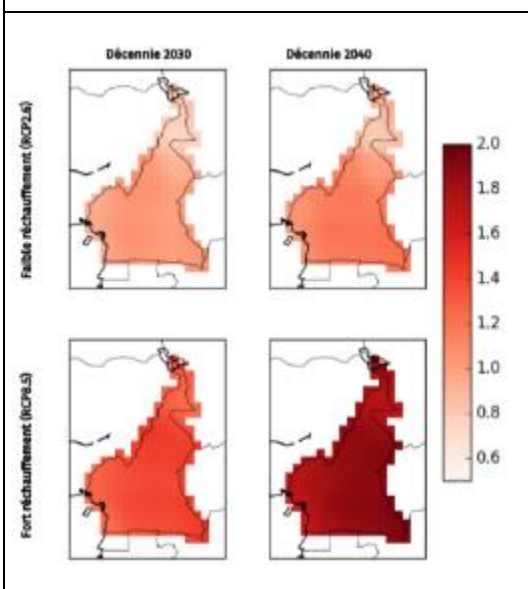 Décennie 2030
Décennie 2040
Faible réchauffement (RCP2.6)
Fort réchauffement (RCP8.5)
2.0
1.8
1.6
1.4
1.2
1.0
0.8
0.6